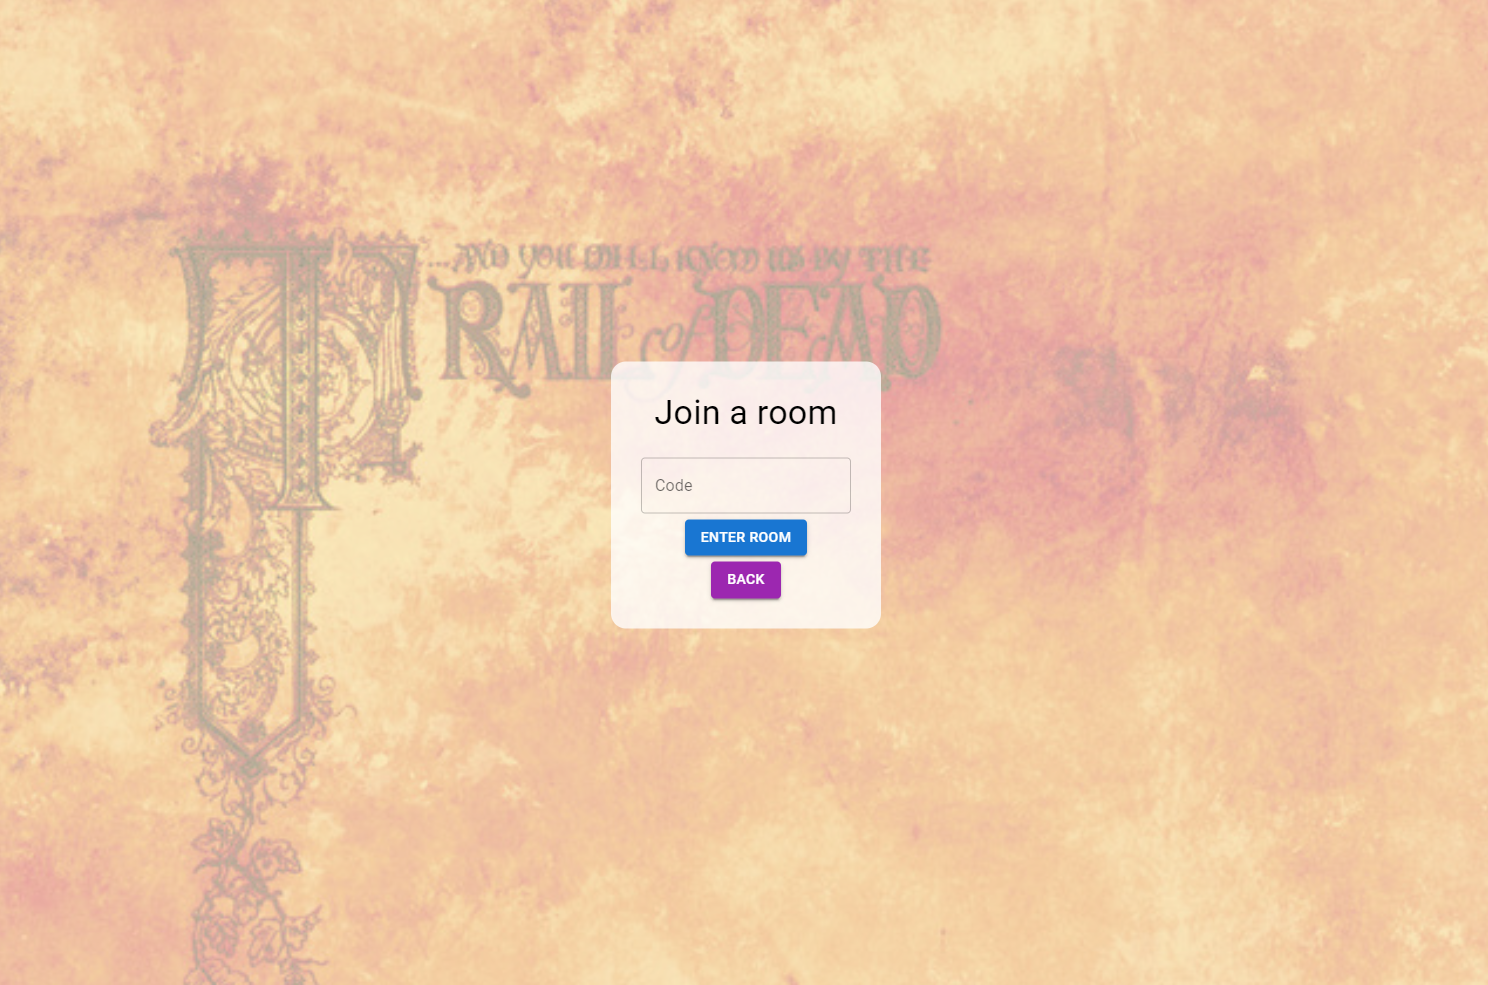 ...AND YOU WILL KNOW US BY THE
TRAIL of DEAD
Join a room
Code
ENTER ROOM
BACK